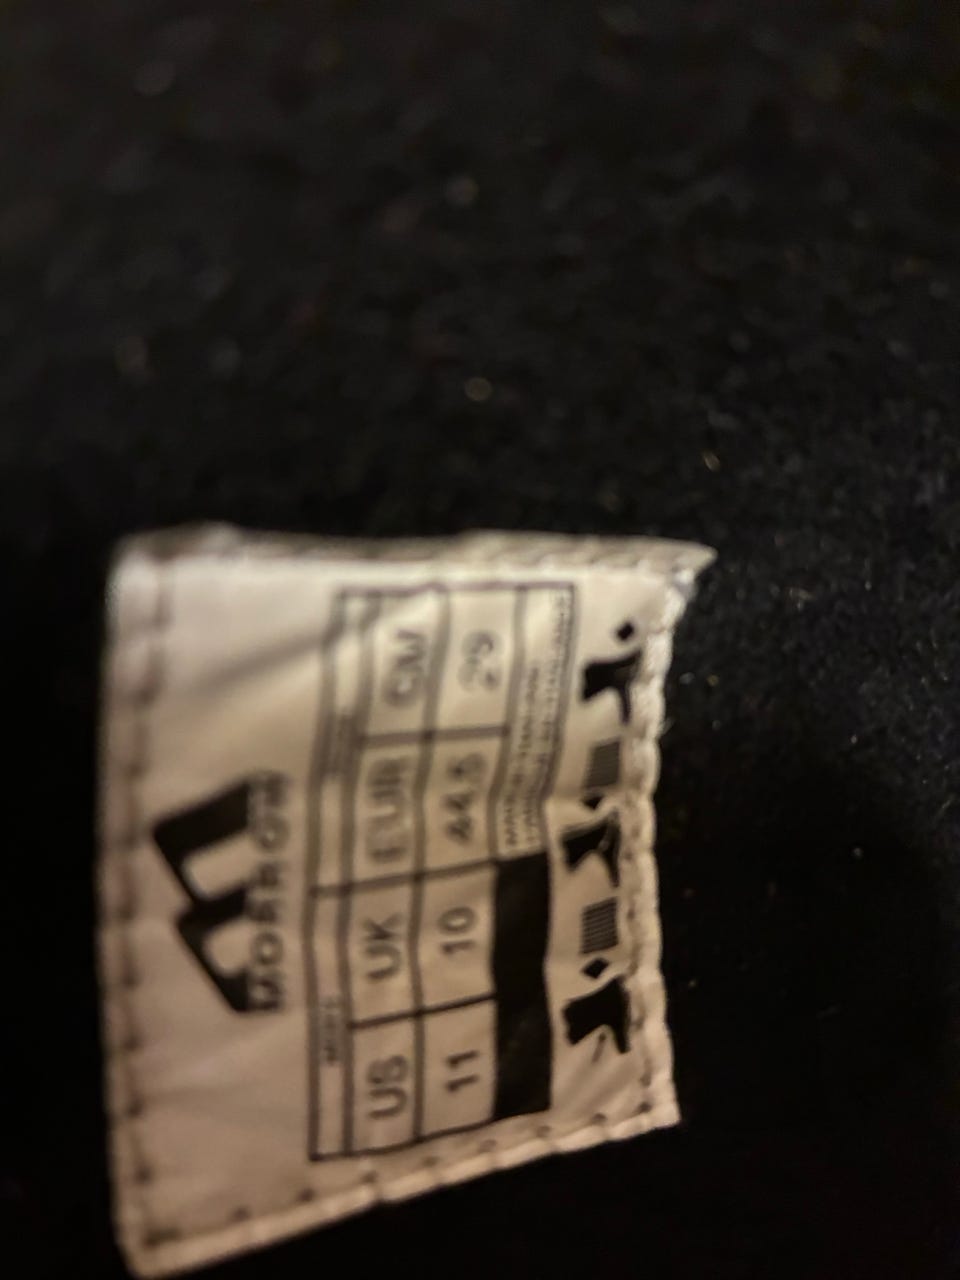 MORROW
US UK EUR CM
11 10 44.5 29